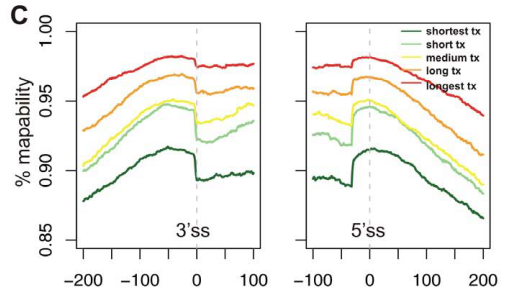 C
% mapability
1.00
0.95
0.90
0.85
3'ss
-200 -100 0 100
shortest tx
short tx
medium tx
long tx
longest tx
5'ss
-100 0 100 200